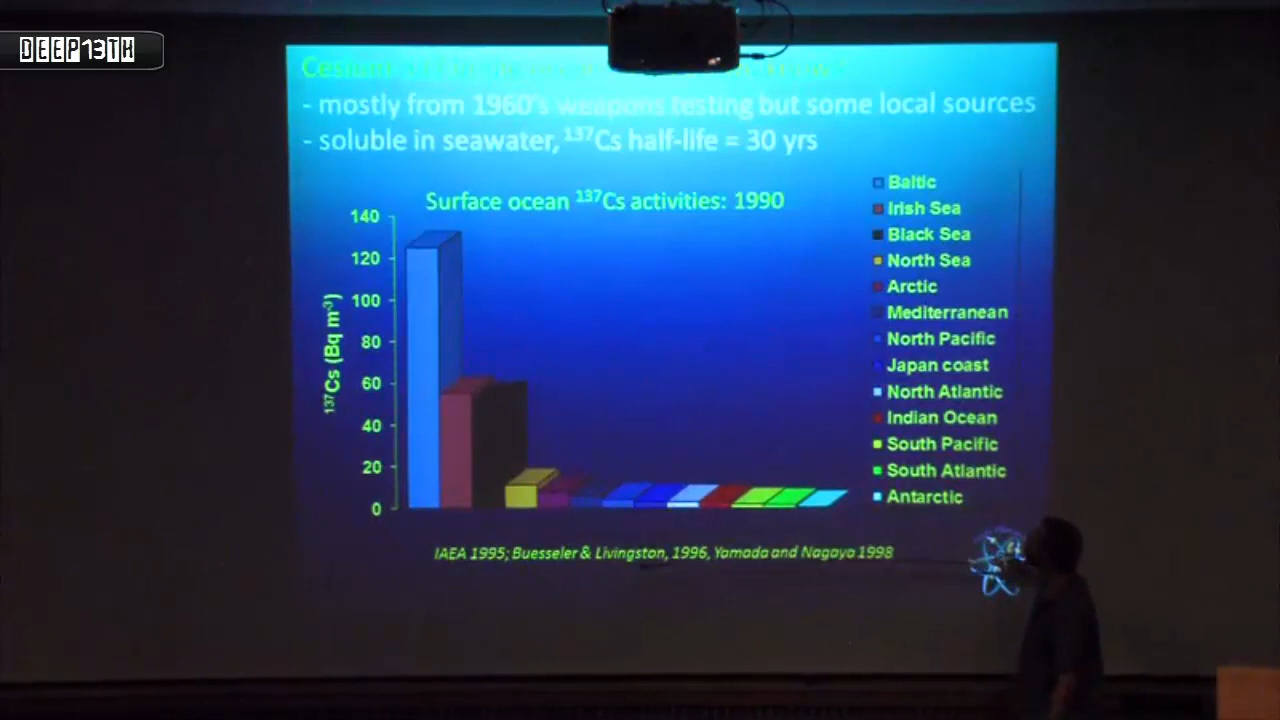 DEEP13TH
Cesium
- mostly from 1960's weapons testing but some local sources
- soluble in seawater, ¹³⁷Cs half-life = 30 yrs
Surface ocean ¹³⁷Cs activities: 1990
140
120
100
80
60
40
20
0
¹³⁷Cs (Bq m⁻³)
Baltic
Irish Sea
Black Sea
North Sea
Arctic
Mediterranean
North Pacific
Japan coast
North Atlantic
Indian Ocean
South Pacific
South Atlantic
Antarctic
IAEA 1995; Buesseler & Livingston, 1996, Yamada and Nagaya 1998